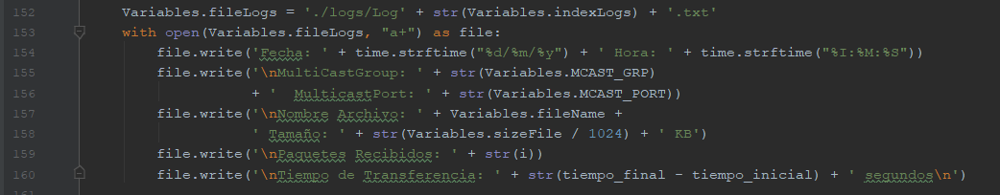 152 Variables.fileLogs = './logs/Log' + str(Variables.indexLogs) + '.txt'
153 with open(Variables.fileLogs, "a+") as file:
154 file.write('Fecha: ' + time.strftime("%d/%m/%y") + ' Hora: ' + time.strftime("%I:%M:%S"))
155 file.write('\nMultiCastGroup: ' + str(Variables.MCAST_GRP)
156 + '  MulticastPort: ' + str(Variables.MCAST_PORT))
157 file.write('\nNombre Archivo: ' + Variables.fileName +
158 ' Tamaño: ' + str(Variables.sizeFile / 1024) + ' KB')
159 file.write('\nPaquetes Recibidos: ' + str(i))
160 file.write('\nTiempo de Transferencia: ' + str(tiempo_final - tiempo_inicial) + ' segundos\n')